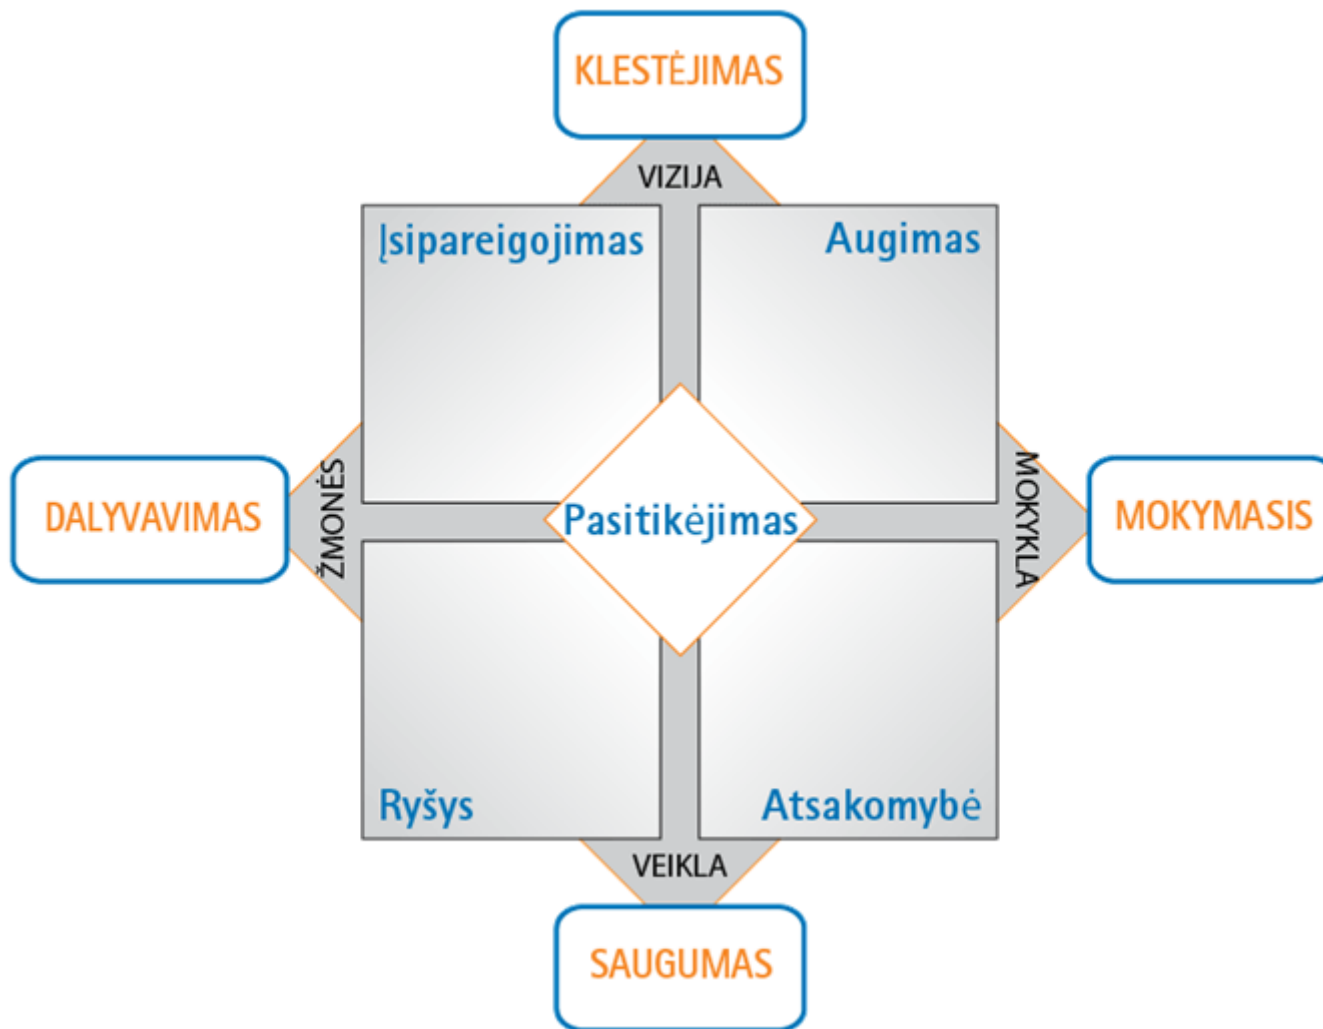 KLESTĖJIMAS
VIZIJA
Įsipareigojimas
Augimas
DALYVAVIMAS
ŽMONĖS
Pasitikėjimas
MOKYKLA
MOKYMASIS
Ryšys
Atsakomybė
VEIKLA
SAUGUMAS